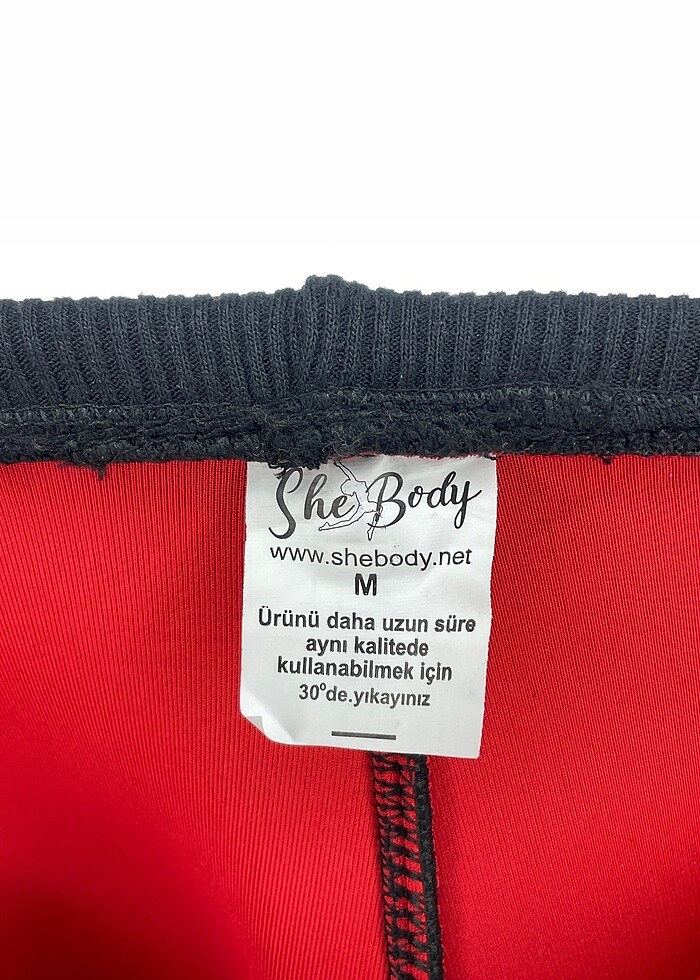 She Body
www.shebody.net
M
Ürünü daha uzun süre
aynı kalitede
kullanabilmek için
30°de.yıkayınız